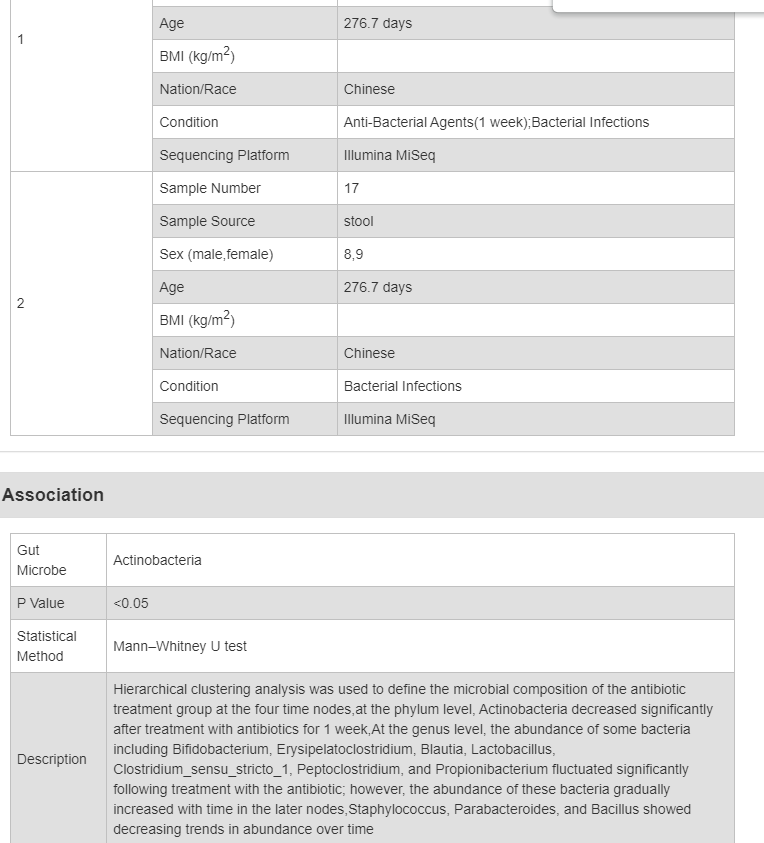 1
Age 276.7 days
BMI (kg/m2)
Nation/Race Chinese
Condition Anti-Bacterial Agents(1 week);Bacterial Infections
Sequencing Platform Illumina MiSeq
2
Sample Number 17
Sample Source stool
Sex (male,female) 8,9
Age 276.7 days
BMI (kg/m2)
Nation/Race Chinese
Condition Bacterial Infections
Sequencing Platform Illumina MiSeq
Association
Gut
Microbe
Actinobacteria
P Value <0.05
Statistical
Method
Mann–Whitney U test
Description
Hierarchical clustering analysis was used to define the microbial composition of the antibiotic
treatment group at the four time nodes,at the phylum level, Actinobacteria decreased significantly
after treatment with antibiotics for 1 week,At the genus level, the abundance of some bacteria
including Bifidobacterium, Erysipelatoclostridium, Blautia, Lactobacillus,
Clostridium_sensu_stricto_1, Peptoclostridium, and Propionibacterium fluctuated significantly
following treatment with the antibiotic; however, the abundance of these bacteria gradually
increased with time in the later nodes,Staphylococcus, Parabacteroides, and Bacillus showed
decreasing trends in abundance over time